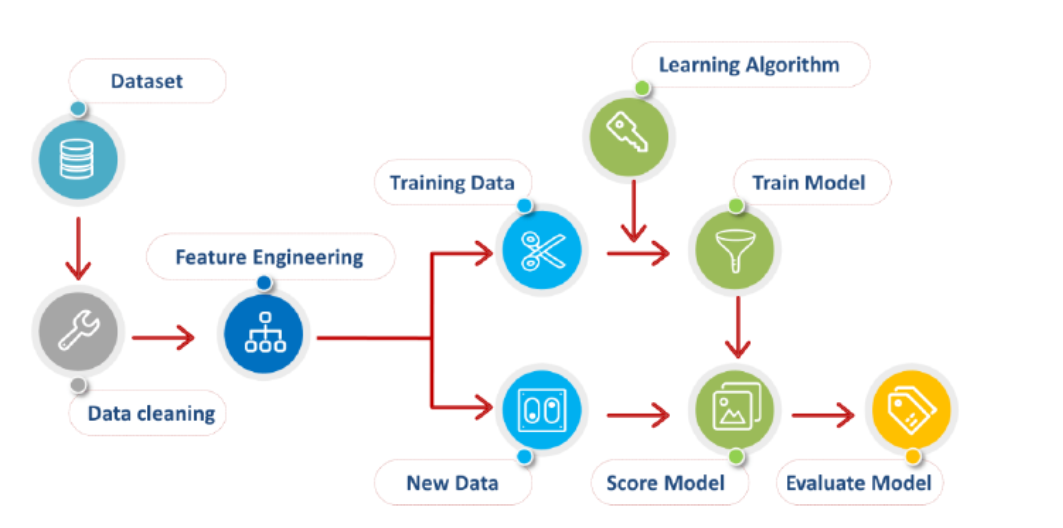 Dataset
Learning Algorithm
Training Data
Train Model
Feature Engineering
Data cleaning
New Data
Score Model
Evaluate Model